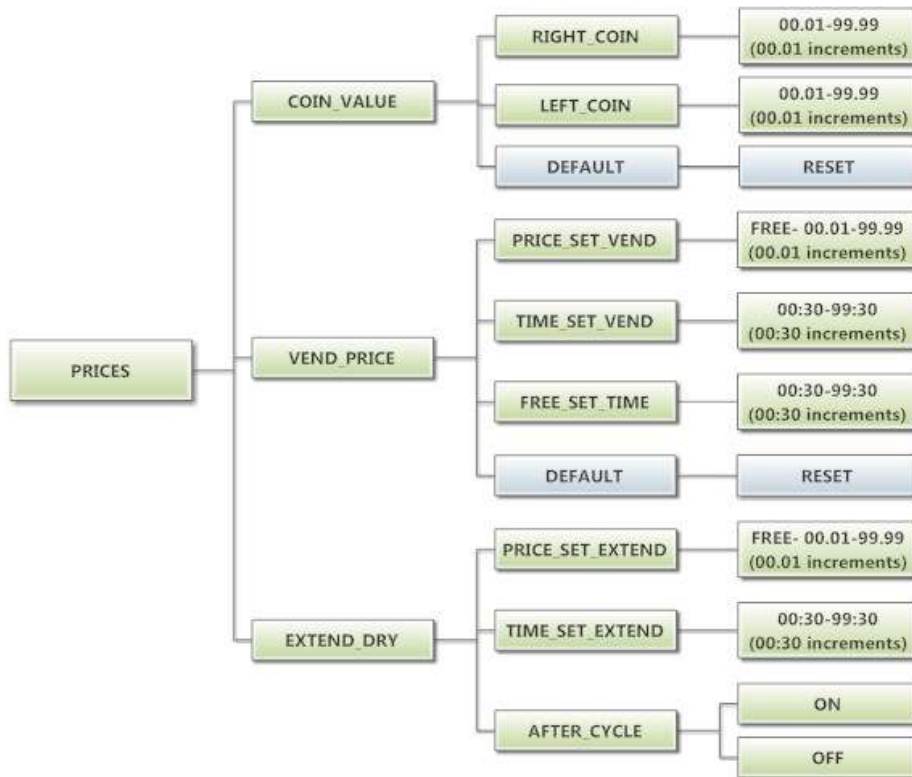 PRICES
COIN_VALUE
RIGHT_COIN
00.01-99.99
(00.01 increments)
LEFT_COIN
00.01-99.99
(00.01 increments)
DEFAULT
RESET
VEND_PRICE
PRICE_SET_VEND
FREE- 00.01-99.99
(00.01 increments)
TIME_SET_VEND
00:30-99:30
(00:30 increments)
FREE_SET_TIME
00:30-99:30
(00:30 increments)
DEFAULT
RESET
EXTEND_DRY
PRICE_SET_EXTEND
FREE- 00.01-99.99
(00.01 increments)
TIME_SET_EXTEND
00:30-99:30
(00:30 increments)
AFTER_CYCLE
ON
OFF